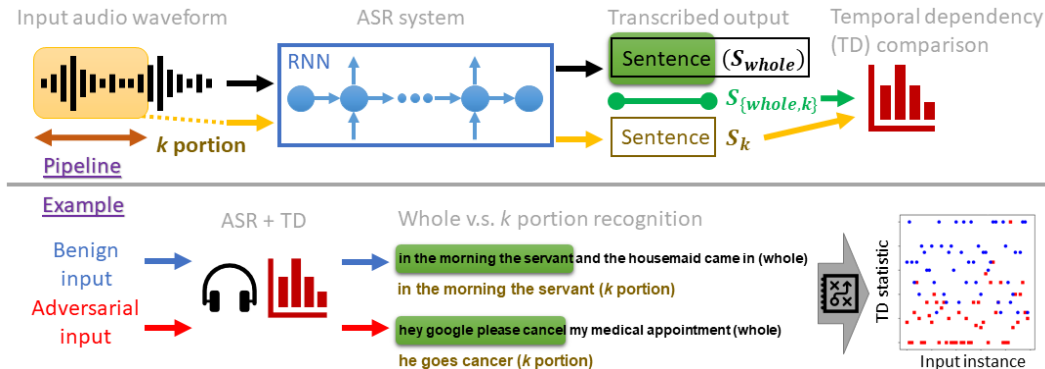 Input audio waveform
ASR system
Transcribed output
Temporal dependency
(TD) comparison
RNN
Sentence (S_whole)
S_{whole,k}
k portion
Sentence
S_k
Pipeline
Example
ASR + TD
Whole v.s. k portion recognition
Benign
input
in the morning the servant and the housemaid came in (whole)
in the morning the servant (k portion)
Adversarial
input
hey google please cancel my medical appointment (whole)
he goes cancer (k portion)
TD statistic
Input instance